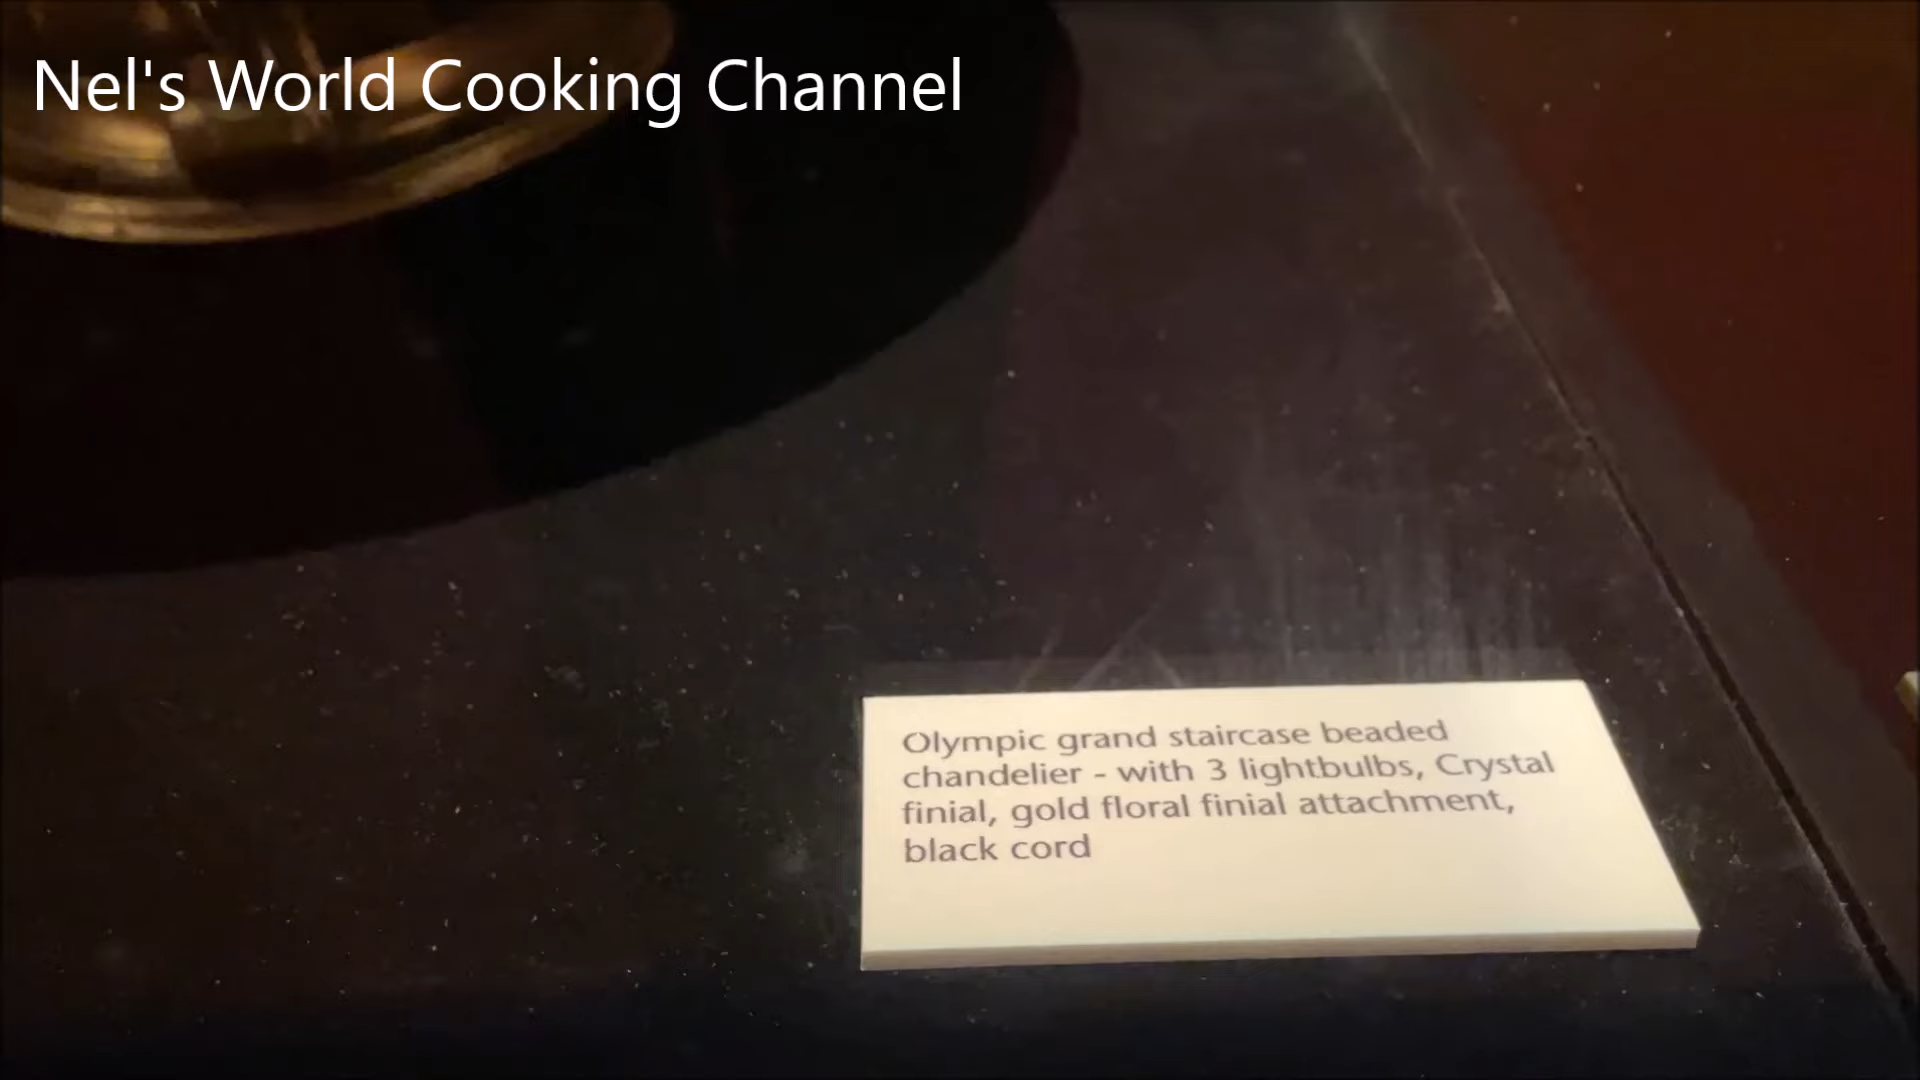 Nel's World Cooking Channel
Olympic grand staircase beaded
chandelier - with 3 lightbulbs, Crystal
finial, gold floral finial attachment,
black cord